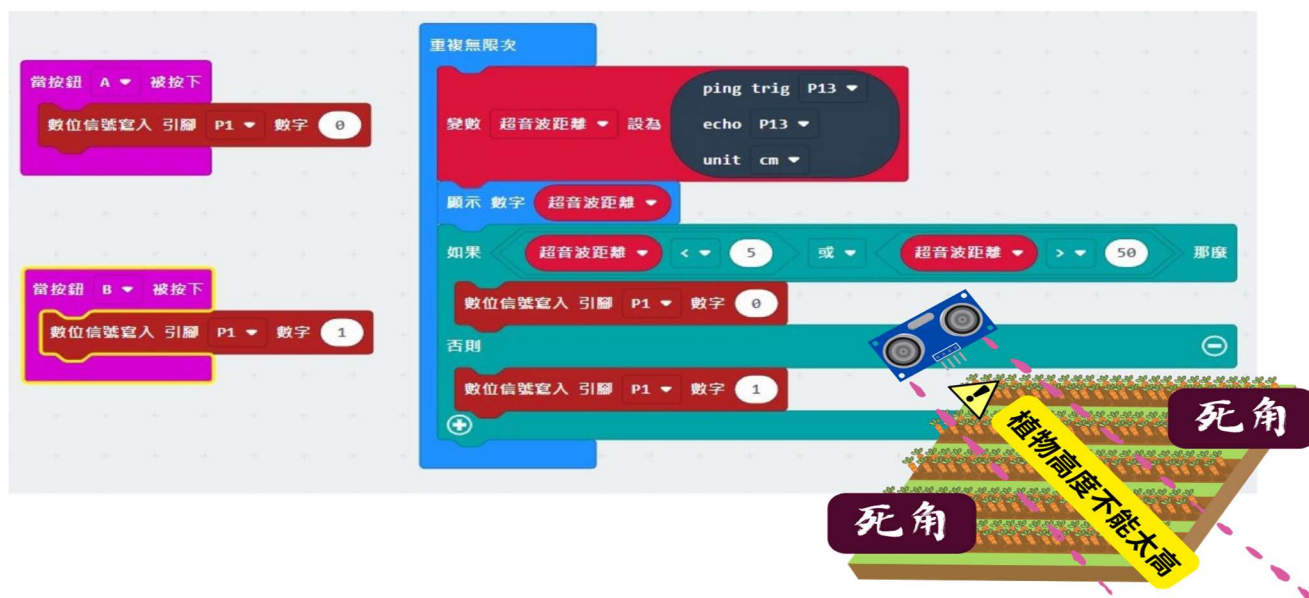 當按鈕 A 被按下
數位信號寫入 引腳 P1 數字 0
當按鈕 B 被按下
數位信號寫入 引腳 P1 數字 1
重複無限次
變數 超音波距離 設為
ping trig P13
echo P13
unit cm
顯示 數字 超音波距離
如果 超音波距離 < 5 或 超音波距離 > 50 那麼
數位信號寫入 引腳 P1 數字 0
否則
數位信號寫入 引腳 P1 數字 1
死角
植物高度不能太高
死角